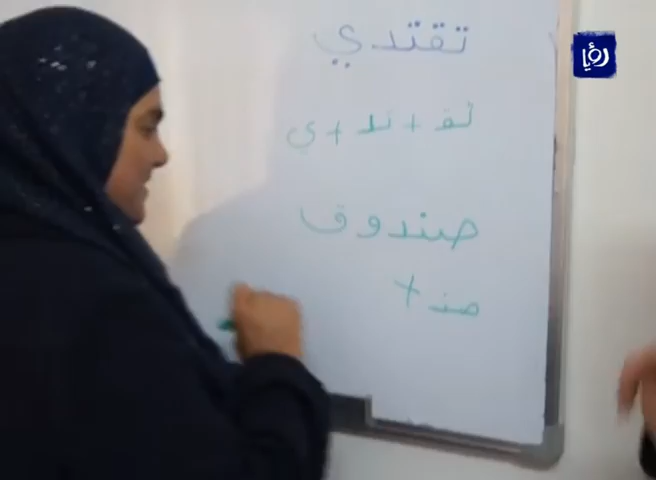 رؤيا
تقتدي
تقـ + تد + ي
صندوق
صنـ +